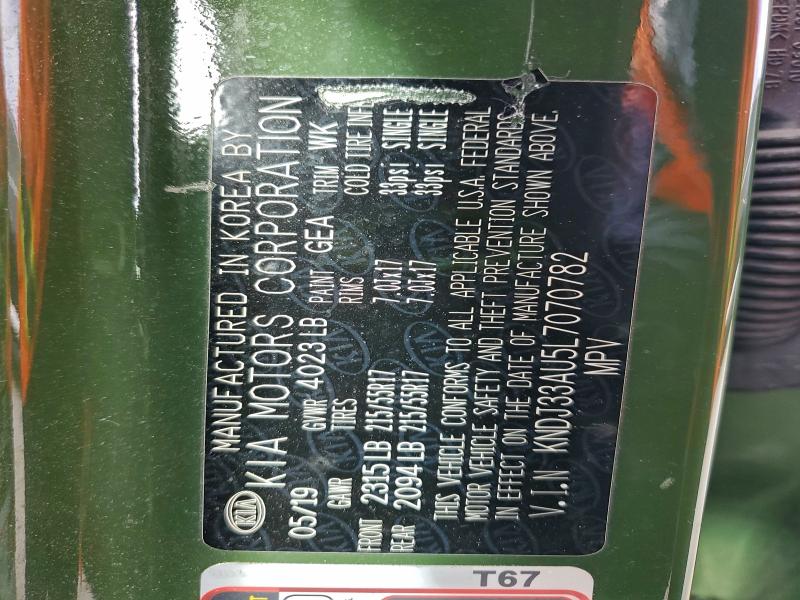 MANUFACTURED IN KOREA BY
KIA KIA MOTORS CORPORATION
05/19 GVWR 4023 LB PAINT GEA TRIM WK
GAWR TIRES RIMS COLD TIRE INF
FRONT 2315 LB 215/55R17 7.0Jx17 33psi SINGLE
REAR 2094 LB 215/55R17 7.0Jx17 33psi SINGLE
THIS VEHICLE CONFORMS TO ALL APPLICABLE U.S.A. FEDERAL
MOTOR VEHICLE SAFETY AND THEFT PREVENTION STANDARDS
IN EFFECT ON THE DATE OF MANUFACTURE SHOWN ABOVE.
V.I.N KNDJ33AU5L7070782
MPV
T67